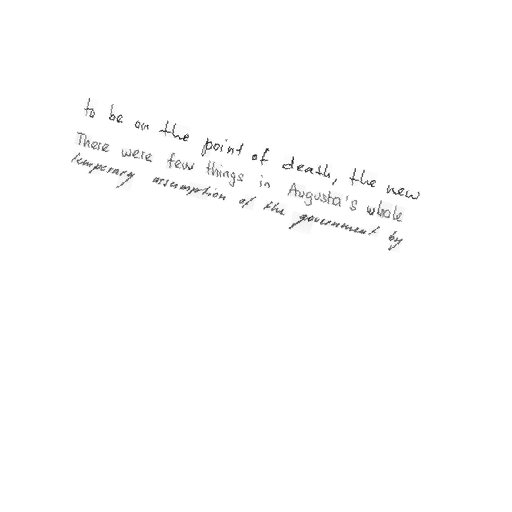 to be on the point of death, the new
There were few things in Augusta's whole
temporary assumption of the government by